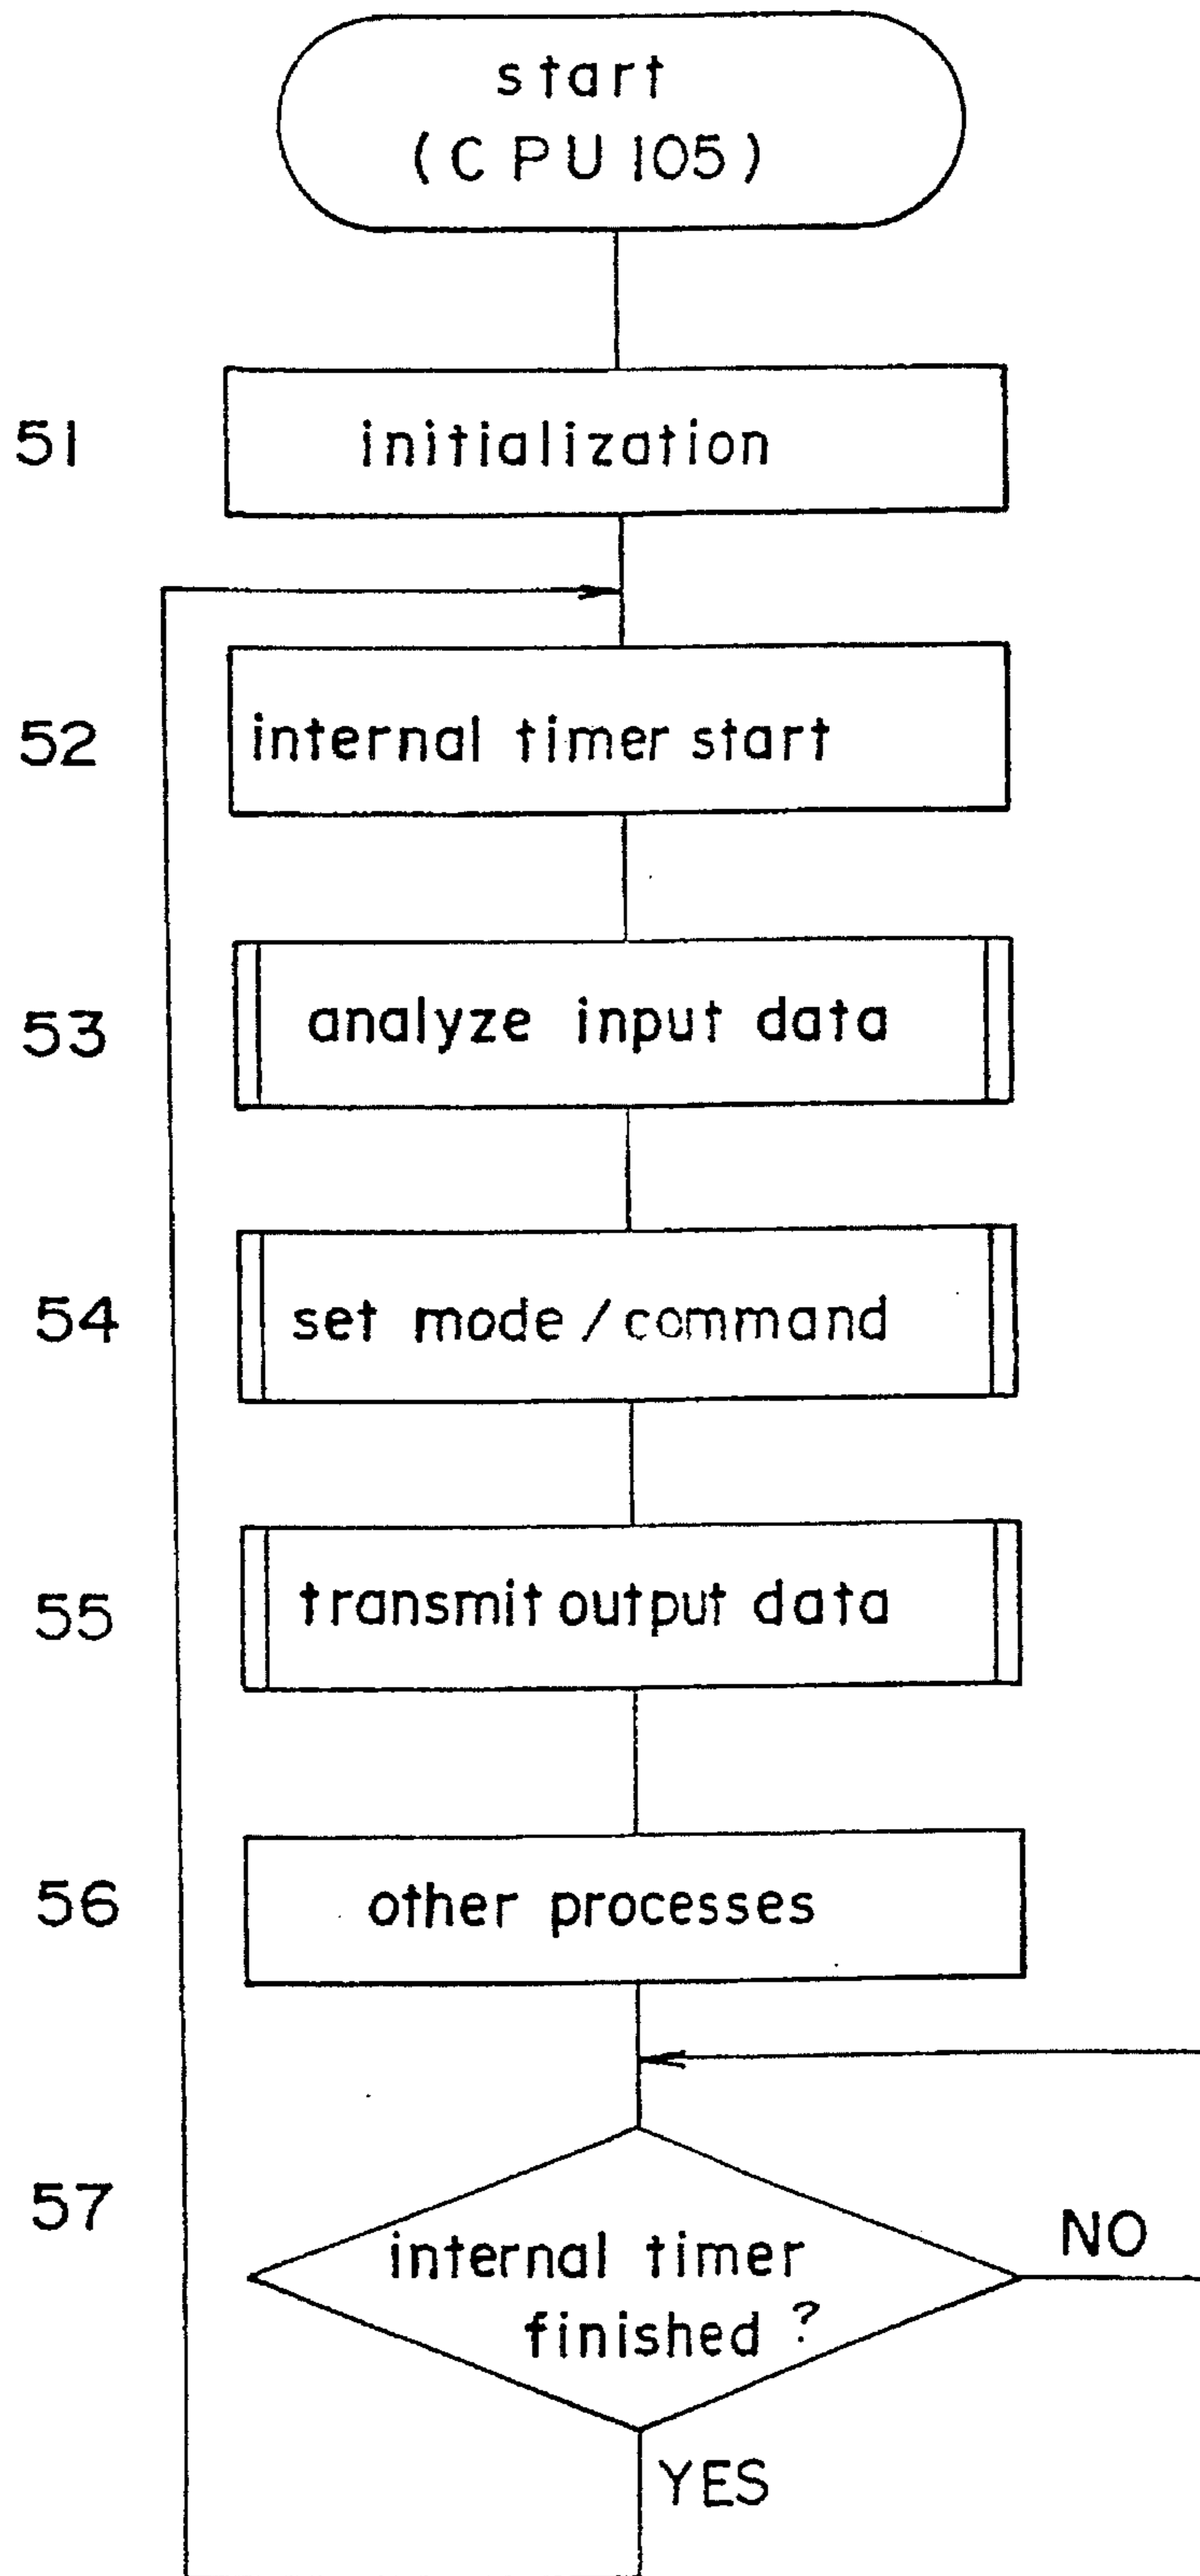 start
(CPU 105)
51
initialization
52
internal timer start
53
analyze input data
54
set mode / command
55
transmit output data
56
other processes
57
internal timer
finished ?
NO
YES